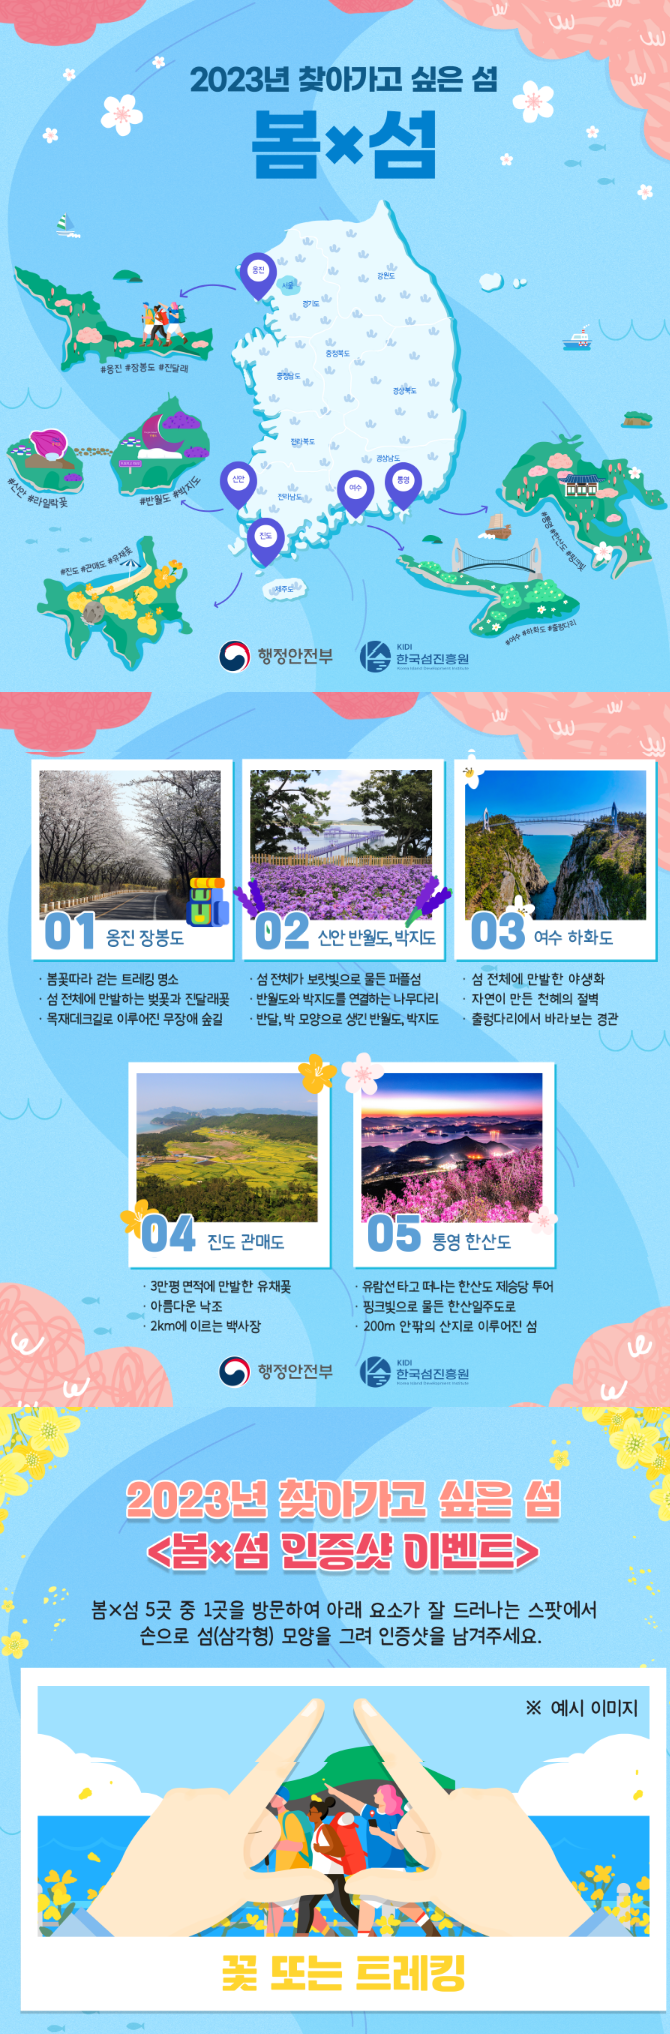 2023년 찾아가고 싶은 섬
봄×섬
옹진
서울
강원도
경기도
#옹진 #장봉도 #진달래
충청북도
충청남도
경상북도
전라북도
경상남도
신안
여수
통영
전라남도
진도
제주도
#신안 #라일락꽃
#반월도 #박지도
#통영 #한산도 #핑크빛
#진도 #관매도 #유채꽃
#여수 #하화도 #출렁다리
행정안전부
KIDI
한국섬진흥원
Korea Island Development Institute
01 옹진 장봉도
· 봄꽃따라 걷는 트레킹 명소
· 섬 전체에 만발하는 벚꽃과 진달래꽃
· 목재데크길로 이루어진 무장애 숲길
02 신안 반월도, 박지도
· 섬 전체가 보랏빛으로 물든 퍼플섬
· 반월도와 박지도를 연결하는 나무다리
· 반달, 박 모양으로 생긴 반월도, 박지도
03 여수 하화도
· 섬 전체에 만발한 야생화
· 자연이 만든 천혜의 절벽
· 출렁다리에서 바라보는 경관
04 진도 관매도
· 3만평 면적에 만발한 유채꽃
· 아름다운 낙조
· 2km에 이르는 백사장
05 통영 한산도
· 유람선 타고 떠나는 한산도 제승당 투어
· 핑크빛으로 물든 한산일주도로
· 200m 안팎의 산지로 이루어진 섬
행정안전부
KIDI
한국섬진흥원
Korea Island Development Institute
2023년 찾아가고 싶은 섬
<봄×섬 인증샷 이벤트>
봄×섬 5곳 중 1곳을 방문하여 아래 요소가 잘 드러나는 스팟에서
손으로 섬(삼각형) 모양을 그려 인증샷을 남겨주세요.
※ 예시 이미지
꽃 또는 트레킹